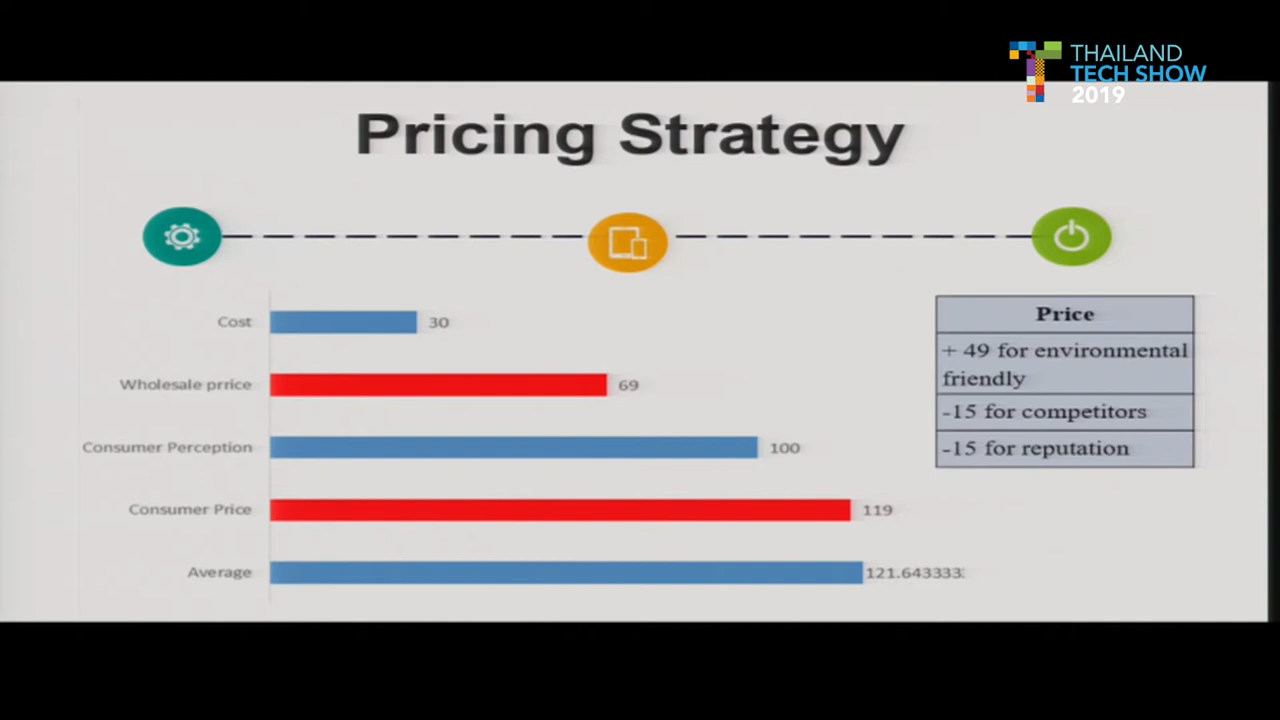 THAILAND
TECH SHOW
2019
Pricing Strategy
Cost
30
Wholesale prrice
69
Consumer Perception
100
Consumer Price
119
Average
121.643333
Price
+ 49 for environmental
friendly
-15 for competitors
-15 for reputation